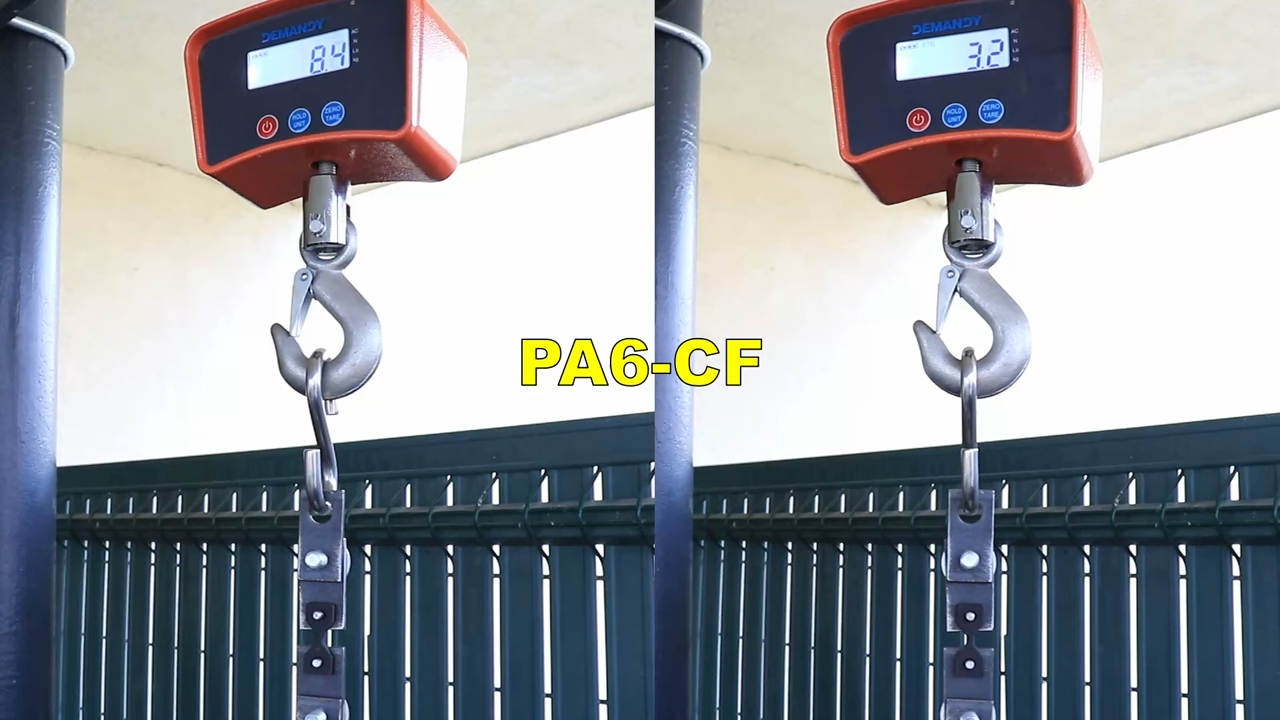 DEMANDY
8.4
HOLD
UNIT
ZERO
TARE
DEMANDY
3.2
HOLD
UNIT
ZERO
TARE
PA6-CF